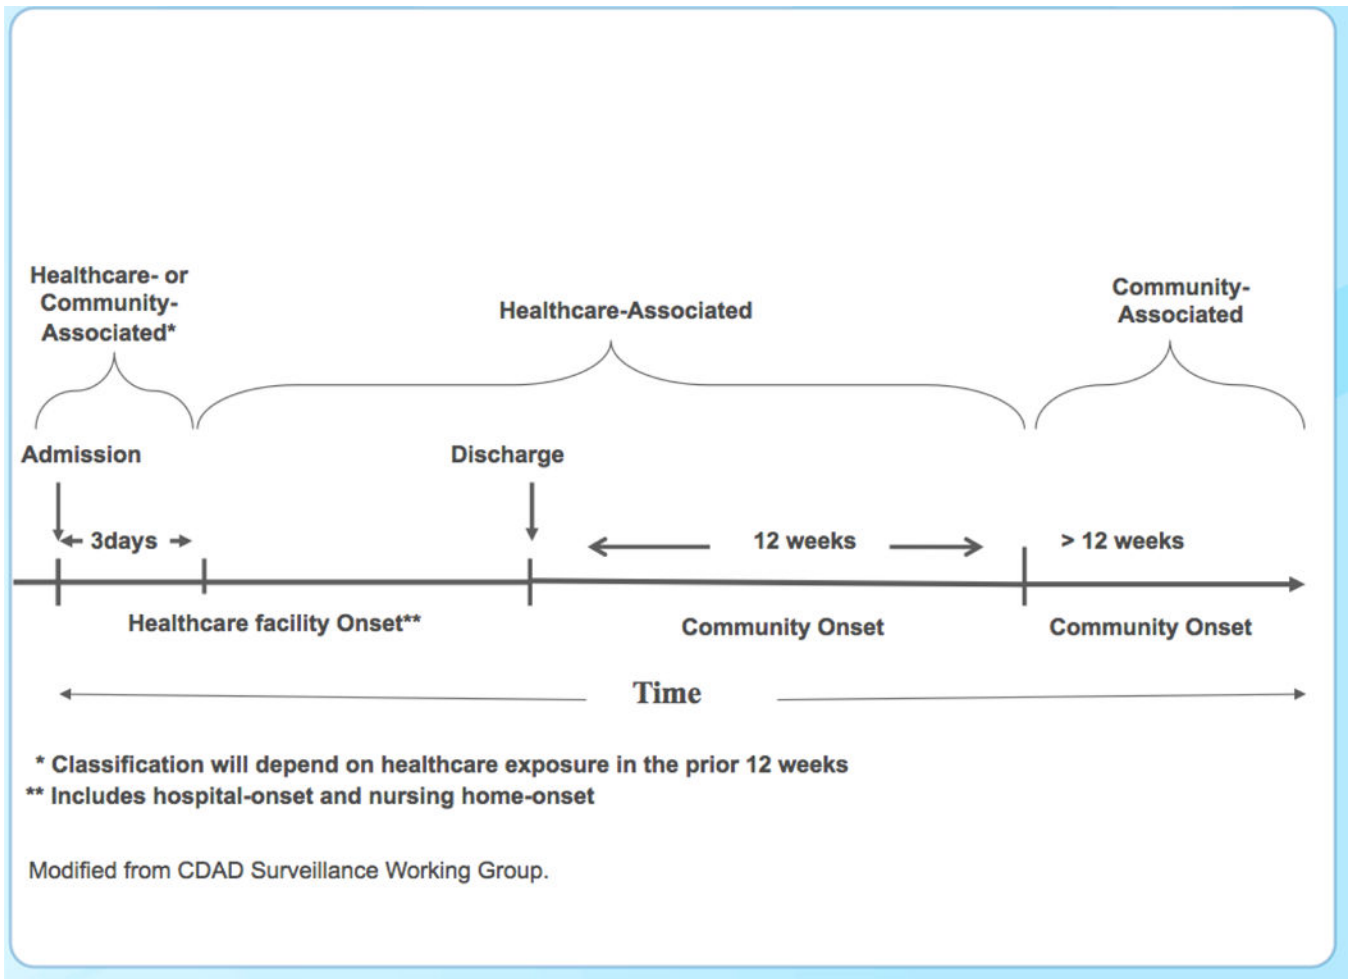 Healthcare- or
Community-
Associated*
Healthcare-Associated
Community-
Associated
Admission
Discharge
3days
12 weeks
> 12 weeks
Healthcare facility Onset**
Community Onset
Community Onset
Time
* Classification will depend on healthcare exposure in the prior 12 weeks
** Includes hospital-onset and nursing home-onset
Modified from CDAD Surveillance Working Group.